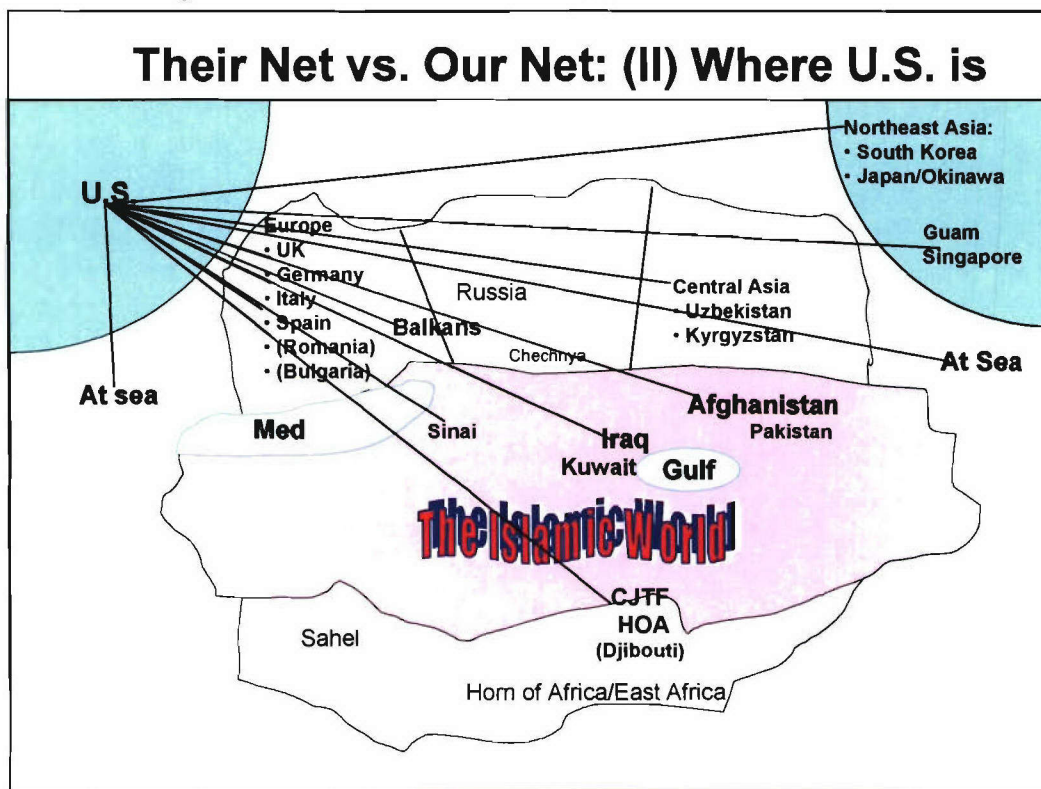 Their Net vs. Our Net: (II) Where U.S. is
Northeast Asia:
• South Korea
• Japan/Okinawa
U.S.
Europe
• UK
• Germany
• Italy
• Spain
• (Romania)
• (Bulgaria)
Guam
Singapore
Russia
Central Asia
• Uzbekistan
• Kyrgyzstan
Balkans
Chechnya
At Sea
At sea
Afghanistan
Pakistan
Med
Sinai
Iraq
Kuwait
Gulf
The Islamic World
CJTF
HOA
(Djibouti)
Sahel
Horn of Africa/East Africa